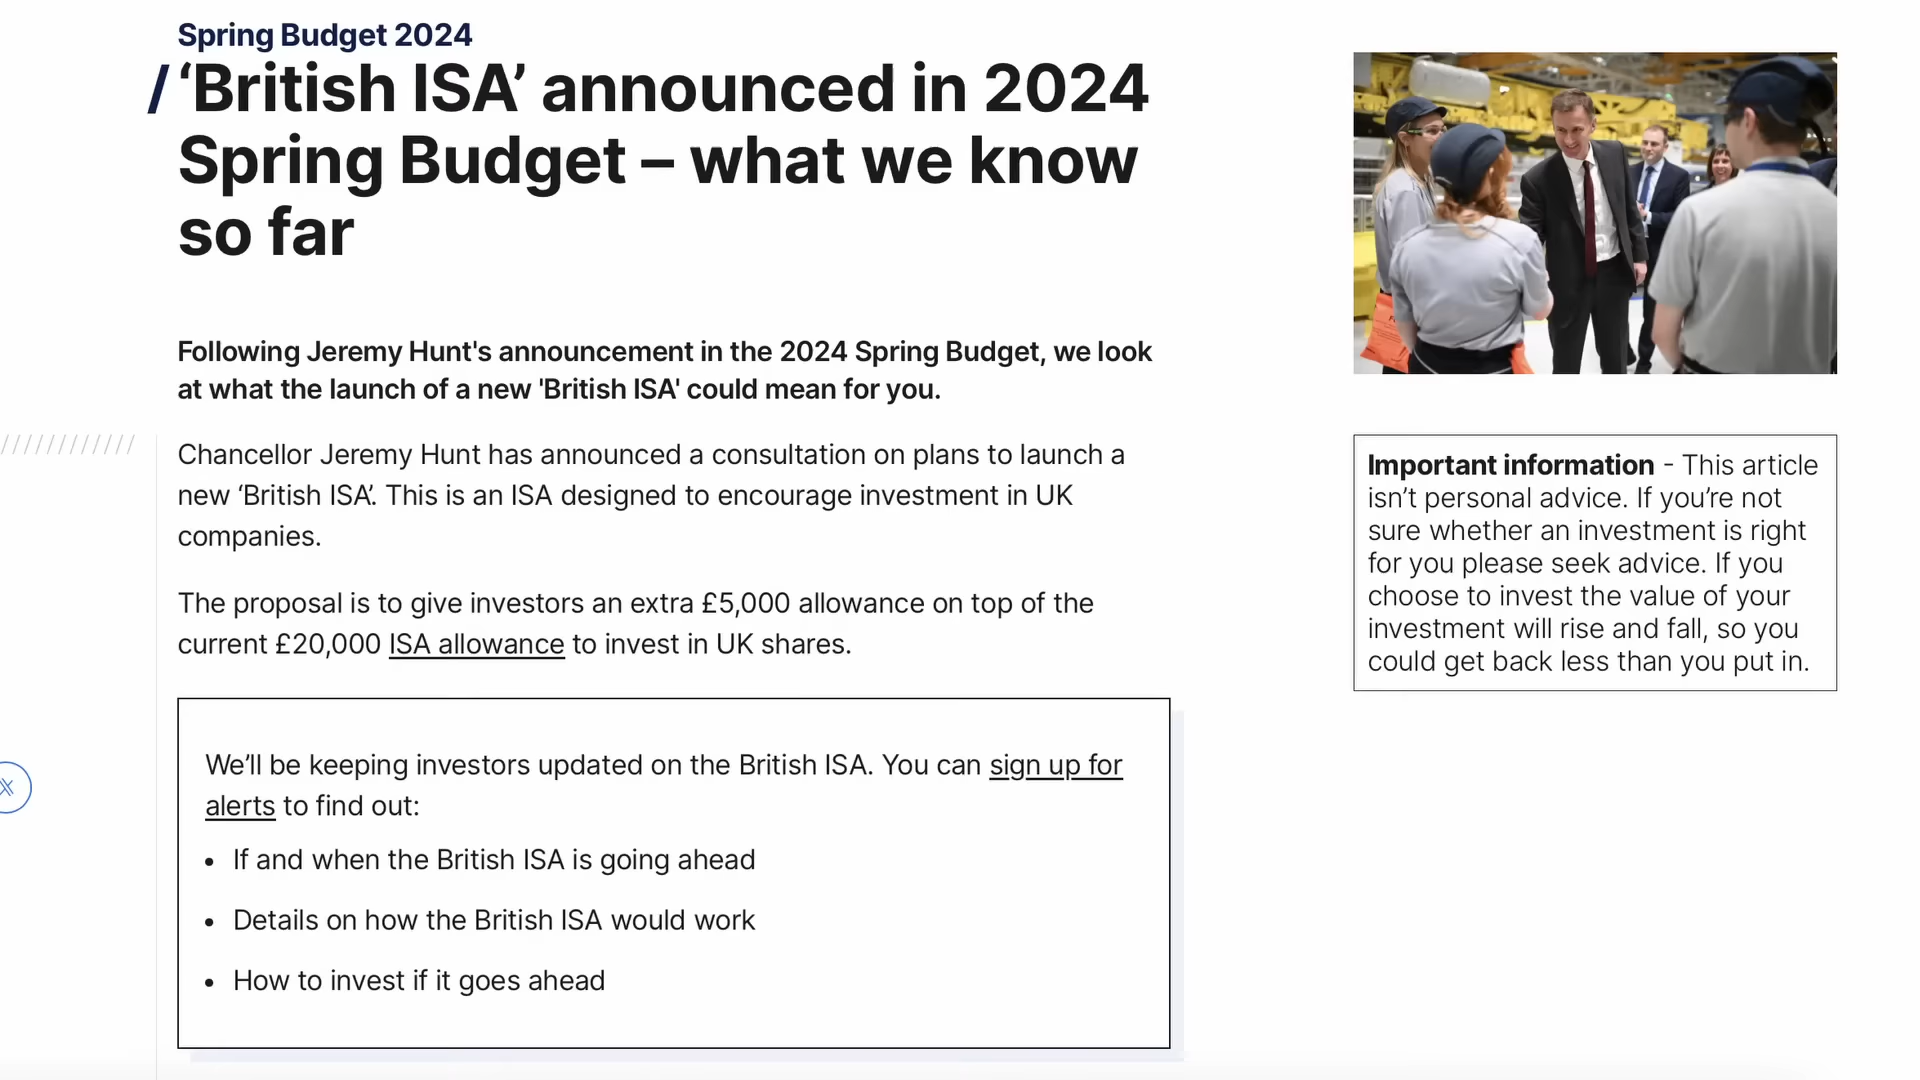 Spring Budget 2024
/ ‘British ISA’ announced in 2024
Spring Budget – what we know
so far
Following Jeremy Hunt's announcement in the 2024 Spring Budget, we look
at what the launch of a new 'British ISA' could mean for you.
Chancellor Jeremy Hunt has announced a consultation on plans to launch a
new ‘British ISA’. This is an ISA designed to encourage investment in UK
companies.
The proposal is to give investors an extra £5,000 allowance on top of the
current £20,000 ISA allowance to invest in UK shares.
We’ll be keeping investors updated on the British ISA. You can sign up for
alerts to find out:
• If and when the British ISA is going ahead
• Details on how the British ISA would work
• How to invest if it goes ahead
Important information - This article
isn’t personal advice. If you’re not
sure whether an investment is right
for you please seek advice. If you
choose to invest the value of your
investment will rise and fall, so you
could get back less than you put in.